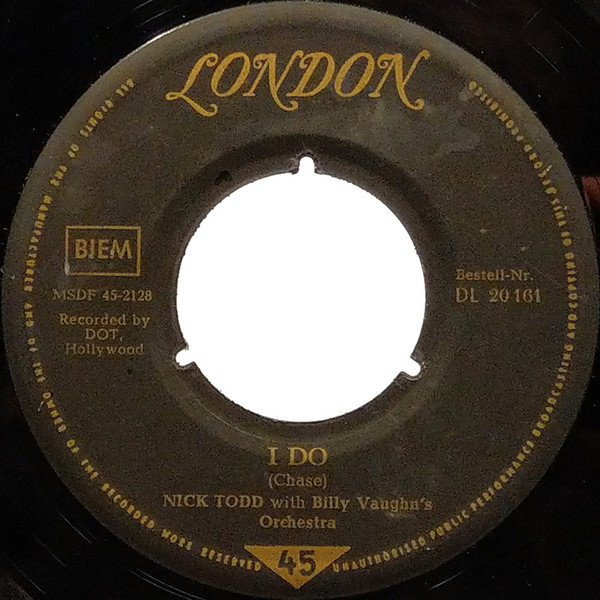 LONDON
ALL RIGHTS OF THE MANUFACTURER AND OF THE OWNER OF THE RECORDED WORK RESERVED
UNAUTHORISED PUBLIC PERFORMANCE BROADCASTING AND COPYING OF THIS RECORD PROHIBITED
BIEM
MSDF 45-2128
Recorded by
DOT,
Hollywood
Bestell-Nr.
DL 20 161
I DO
(Chase)
NICK TODD with Billy Vaughn's
Orchestra
45